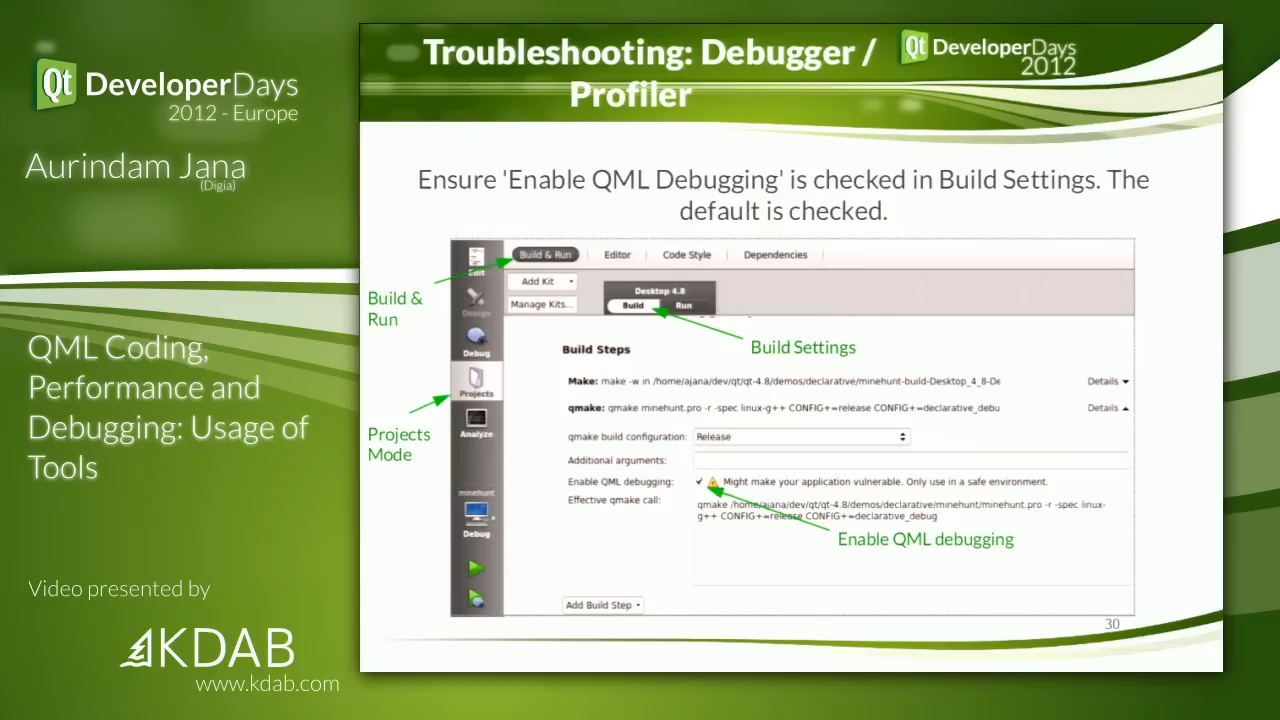 Qt DeveloperDays
2012 - Europe
Aurindam Jana
(Digia)
QML Coding,
Performance and
Debugging: Usage of
Tools
Video presented by
KDAB
www.kdab.com
Troubleshooting: Debugger /
Profiler
Qt DeveloperDays
2012
Ensure 'Enable QML Debugging' is checked in Build Settings. The
default is checked.
Build &
Run
Projects
Mode
Edit
Design
Debug
Projects
Analyze
minehunt
Debug
Build & Run
Editor
Code Style
Dependencies
Add Kit
Manage Kits...
Desktop 4.8
Build Run
Build Settings
Build Steps
Make: make -w in /home/ajana/dev/qt/qt-4.8/demos/declarative/minehunt-build-Desktop_4_8-De
Details
qmake: qmake minehunt.pro -r -spec linux-g++ CONFIG+=release CONFIG+=declarative_debu
Details
qmake build configuration: Release
Additional arguments:
Enable QML debugging: Might make your application vulnerable. Only use in a safe environment.
Effective qmake call: qmake /home/ajana/dev/qt/qt-4.8/demos/declarative/minehunt/minehunt.pro -r -spec linux-
g++ CONFIG+=release CONFIG+=declarative_debug
Enable QML debugging
Add Build Step
30